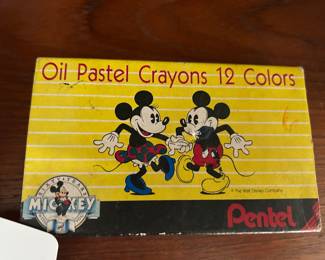 Oil Pastel Crayons 12 Colors
© The Walt Disney Company
MICKEY
Pentel